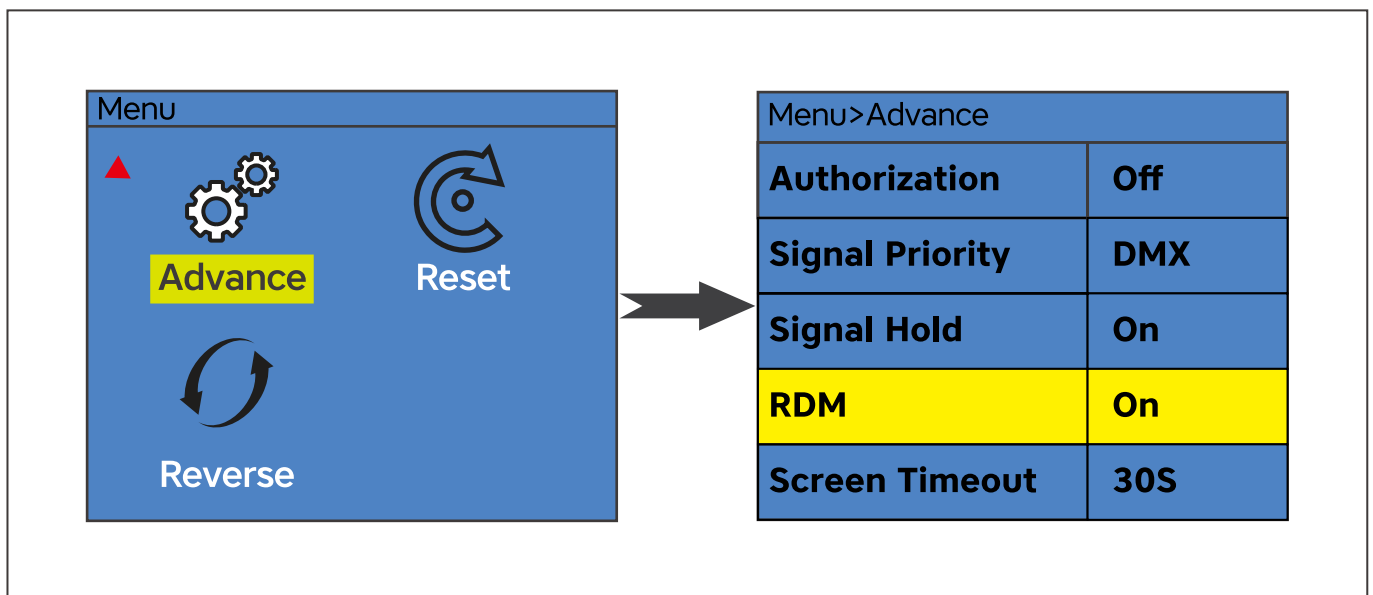 Menu
Advance
Reset
Reverse
Menu>Advance
Authorization Off
Signal Priority DMX
Signal Hold On
RDM On
Screen Timeout 30S